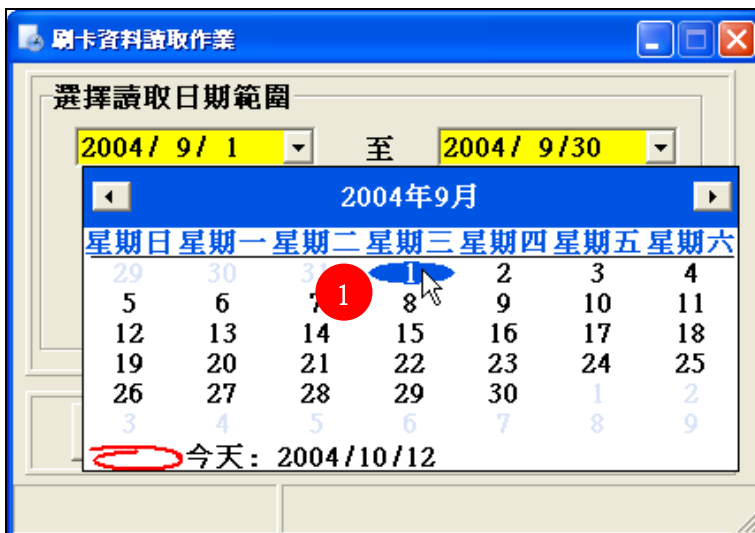 刷卡資料讀取作業
選擇讀取日期範圍
2004/ 9/ 1 至 2004/ 9/30
2004年9月
星期日 星期一 星期二 星期三 星期四 星期五 星期六
29 30 31 1 2 3 4
5 6 7 8 9 10 11
1
12 13 14 15 16 17 18
19 20 21 22 23 24 25
26 27 28 29 30 1 2
3 4 5 6 7 8 9
今天: 2004/10/12